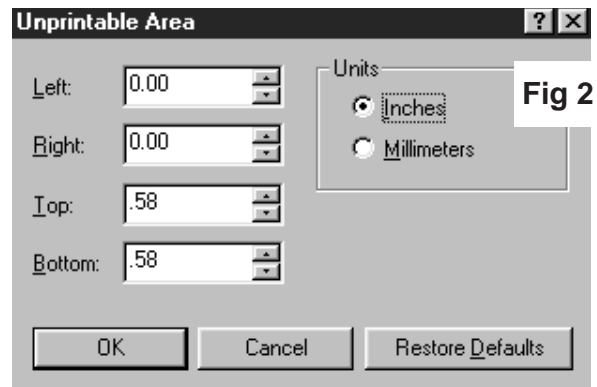 Unprintable Area
Left: 0.00
Right: 0.00
Top: .58
Bottom: .58
Units
Inches
Millimeters
Fig 2
OK Cancel Restore Defaults